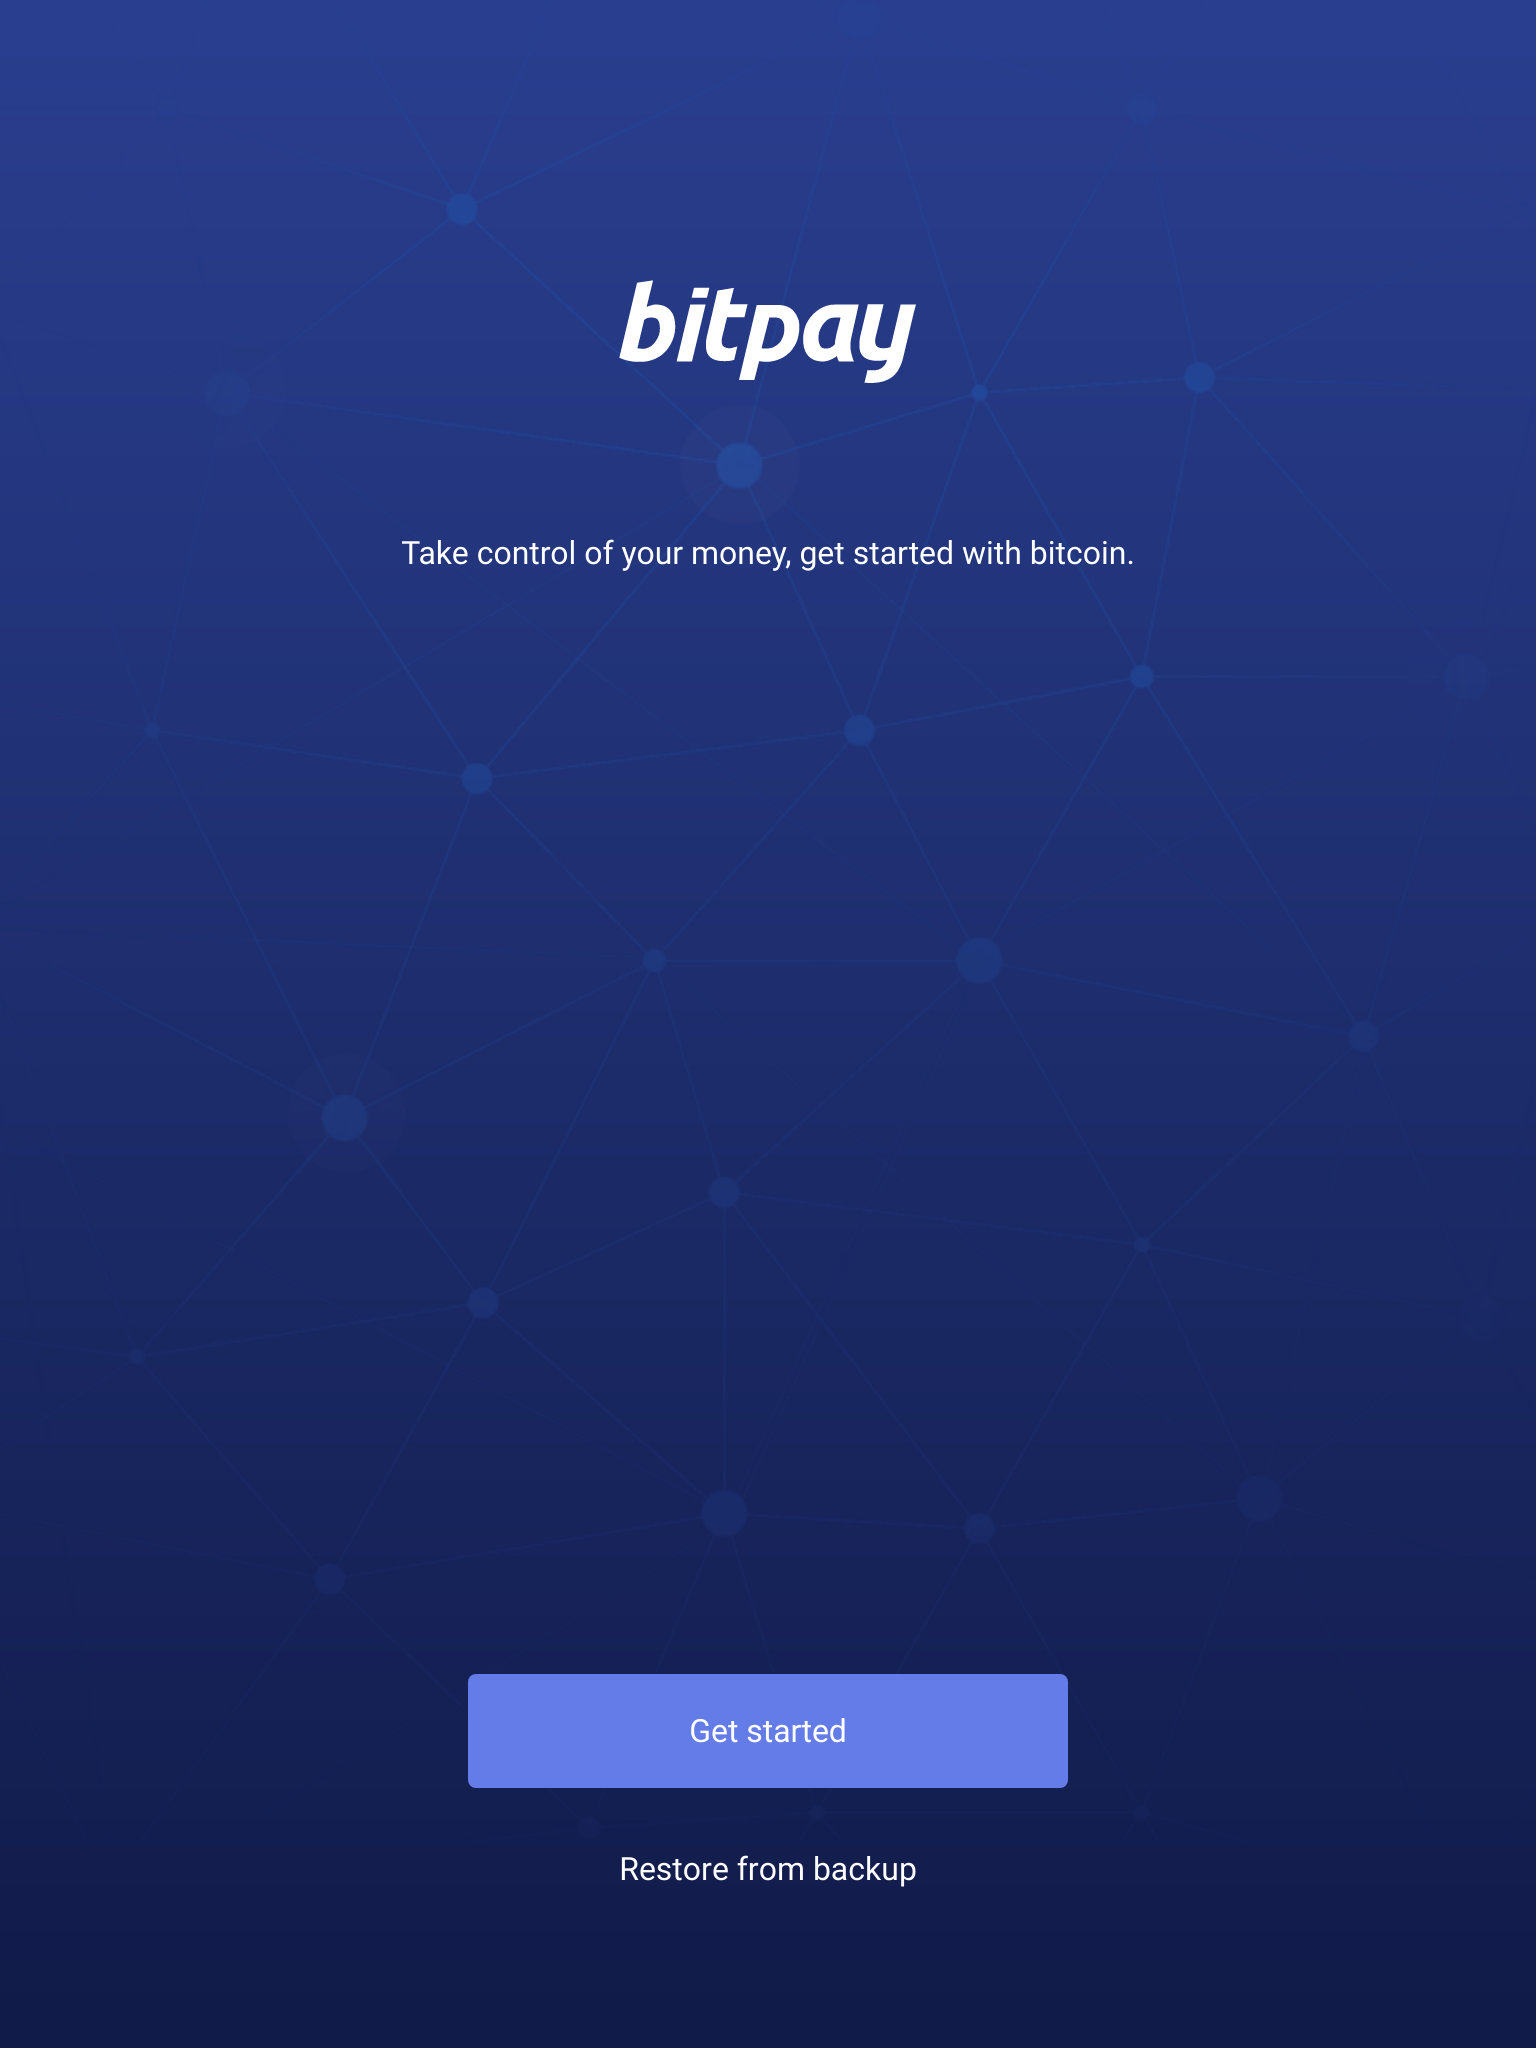 bitpay
Take control of your money, get started with bitcoin.
Get started
Restore from backup